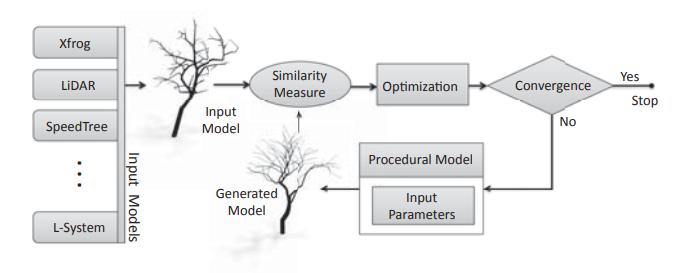 Xfrog
LiDAR
SpeedTree
L-System
Input Models
Input
Model
Similarity
Measure
Optimization
Convergence
Yes
Stop
No
Procedural Model
Input
Parameters
Generated
Model